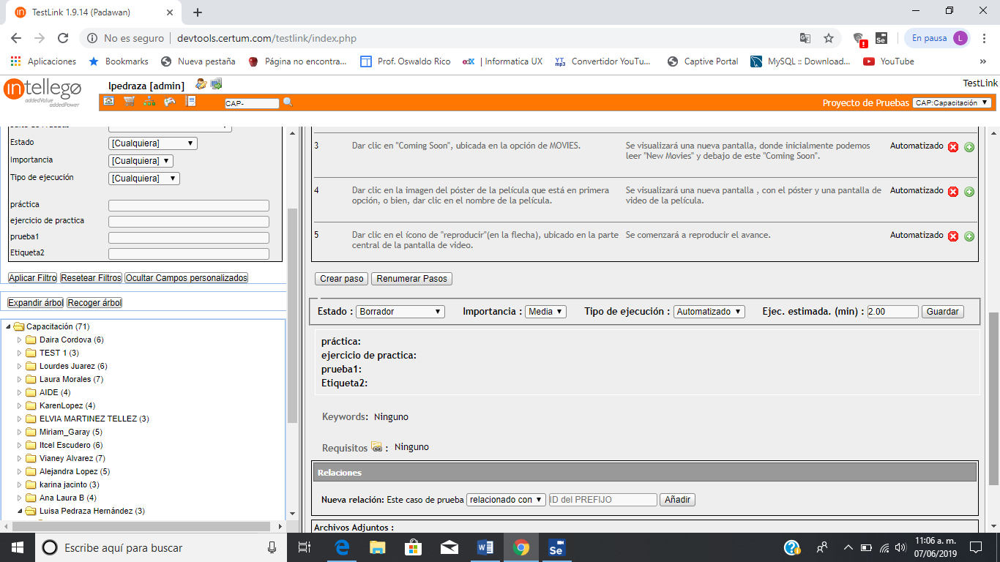 TestLink 1.9.14 (Padawan)
No es seguro
devtools.certum.com/testlink/index.php
En pausa
L
Aplicaciones
Bookmarks
Nueva pestaña
Página no encontra...
Prof. Oswaldo Rico
edX
| Informatica UX
YT mp3
Convertidor YouTu...
Captive Portal
MySQL :: Download...
YouTube
»
intellego
addedValue
addedPower
lpedraza [admin]
TestLink
CAP-
Proyecto de Pruebas
CAP:Capacitación
Estado
[Cualquiera]
Importancia
[Cualquiera]
Tipo de ejecución
[Cualquiera]
práctica
ejercicio de practica
prueba1
Etiqueta2
Aplicar Filtro
Resetear Filtros
Ocultar Campos personalizados
Expandir árbol
Recoger árbol
Capacitación (71)
Daira Cordova (6)
TEST 1 (3)
Lourdes Juarez (6)
Laura Morales (7)
AIDE (4)
KarenLopez (4)
ELVIA MARTINEZ TELLEZ (3)
Miriam_Garay (5)
Itcel Escudero (6)
Vianey Alvarez (7)
Alejandra Lopez (5)
karina jacinto (3)
Ana Laura B (4)
Luisa Pedraza Hernández (3)
3
Dar clic en "Coming Soon", ubicada en la opción de MOVIES.
Se visualizará una nueva pantalla, donde inicialmente podemos
leer "New Movies" y debajo de este "Coming Soon".
Automatizado
4
Dar clic en la imagen del póster de la película que está en primera
opción, o bien, dar clic en el nombre de la película.
Se visualizará una nueva pantalla , con el póster y una pantalla de
video de la película.
Automatizado
5
Dar clic en el ícono de "reproducir"(en la flecha), ubicado en la parte
central de la pantalla de video.
Se comenzará a reproducir el avance.
Automatizado
Crear paso
Renumerar Pasos
Estado :
Borrador
Importancia :
Media
Tipo de ejecución :
Automatizado
Ejec. estimada. (min) :
2.00
Guardar
práctica:
ejercicio de practica:
prueba1:
Etiqueta2:
Keywords: Ninguno
Requisitos : Ninguno
Relaciones
Nueva relación: Este caso de prueba
relacionado con
ID del PREFIJO
Añadir
Archivos Adjuntos :
Escribe aquí para buscar
Se
11:06 a. m.
07/06/2019